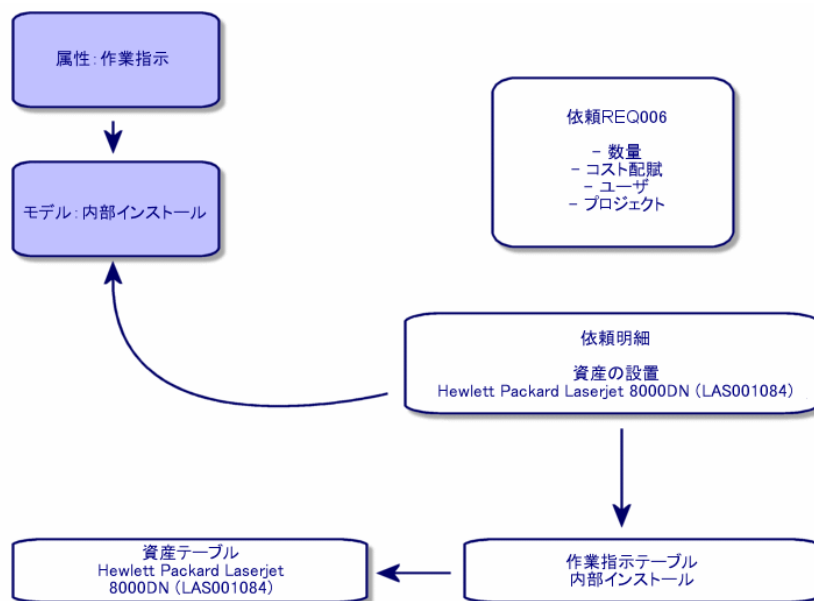 属性：作業指示
モデル：内部インストール
依頼REQ006
– 数量
– コスト配賦
– ユーザ
– プロジェクト
依頼明細
資産の設置
Hewlett Packard Laserjet 8000DN (LAS001084)
資産テーブル
Hewlett Packard Laserjet
8000DN (LAS001084)
作業指示テーブル
内部インストール